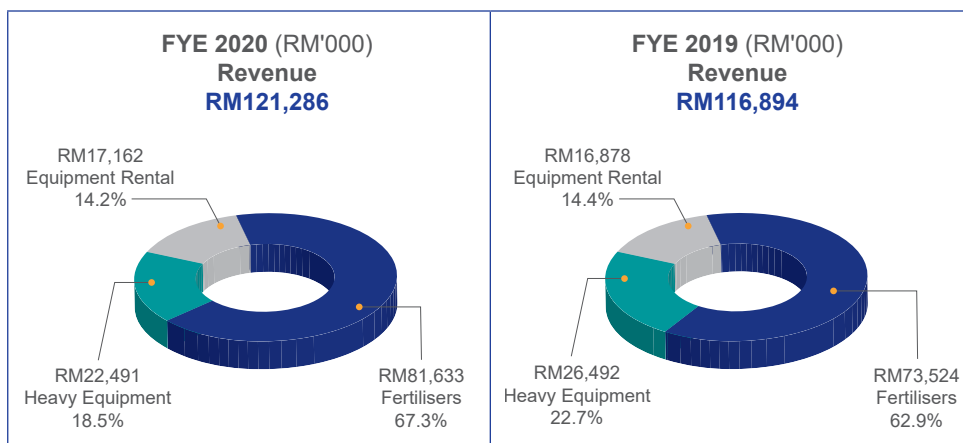 FYE 2020 (RM'000)
Revenue
RM121,286
RM17,162
Equipment Rental
14.2%
RM22,491
Heavy Equipment
18.5%
RM81,633
Fertilisers
67.3%
FYE 2019 (RM'000)
Revenue
RM116,894
RM16,878
Equipment Rental
14.4%
RM26,492
Heavy Equipment
22.7%
RM73,524
Fertilisers
62.9%